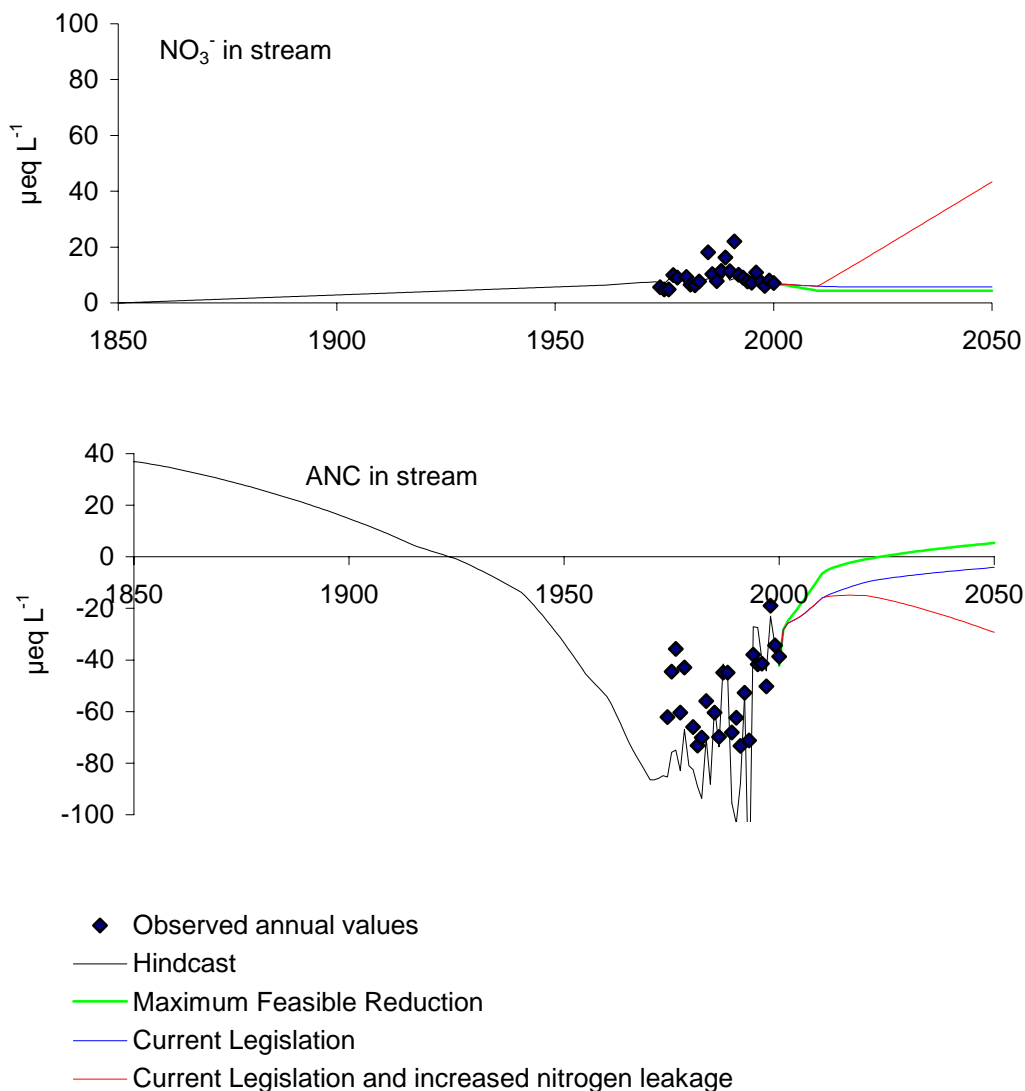 100
80
60
40
20
0
µeq L⁻¹
NO₃⁻ in stream
1850 1900 1950 2000 2050
40
20
0
-20
-40
-60
-80
-100
µeq L⁻¹
ANC in stream
1850 1900 1950 2000 2050
Observed annual values
Hindcast
Maximum Feasible Reduction
Current Legislation
Current Legislation and increased nitrogen leakage